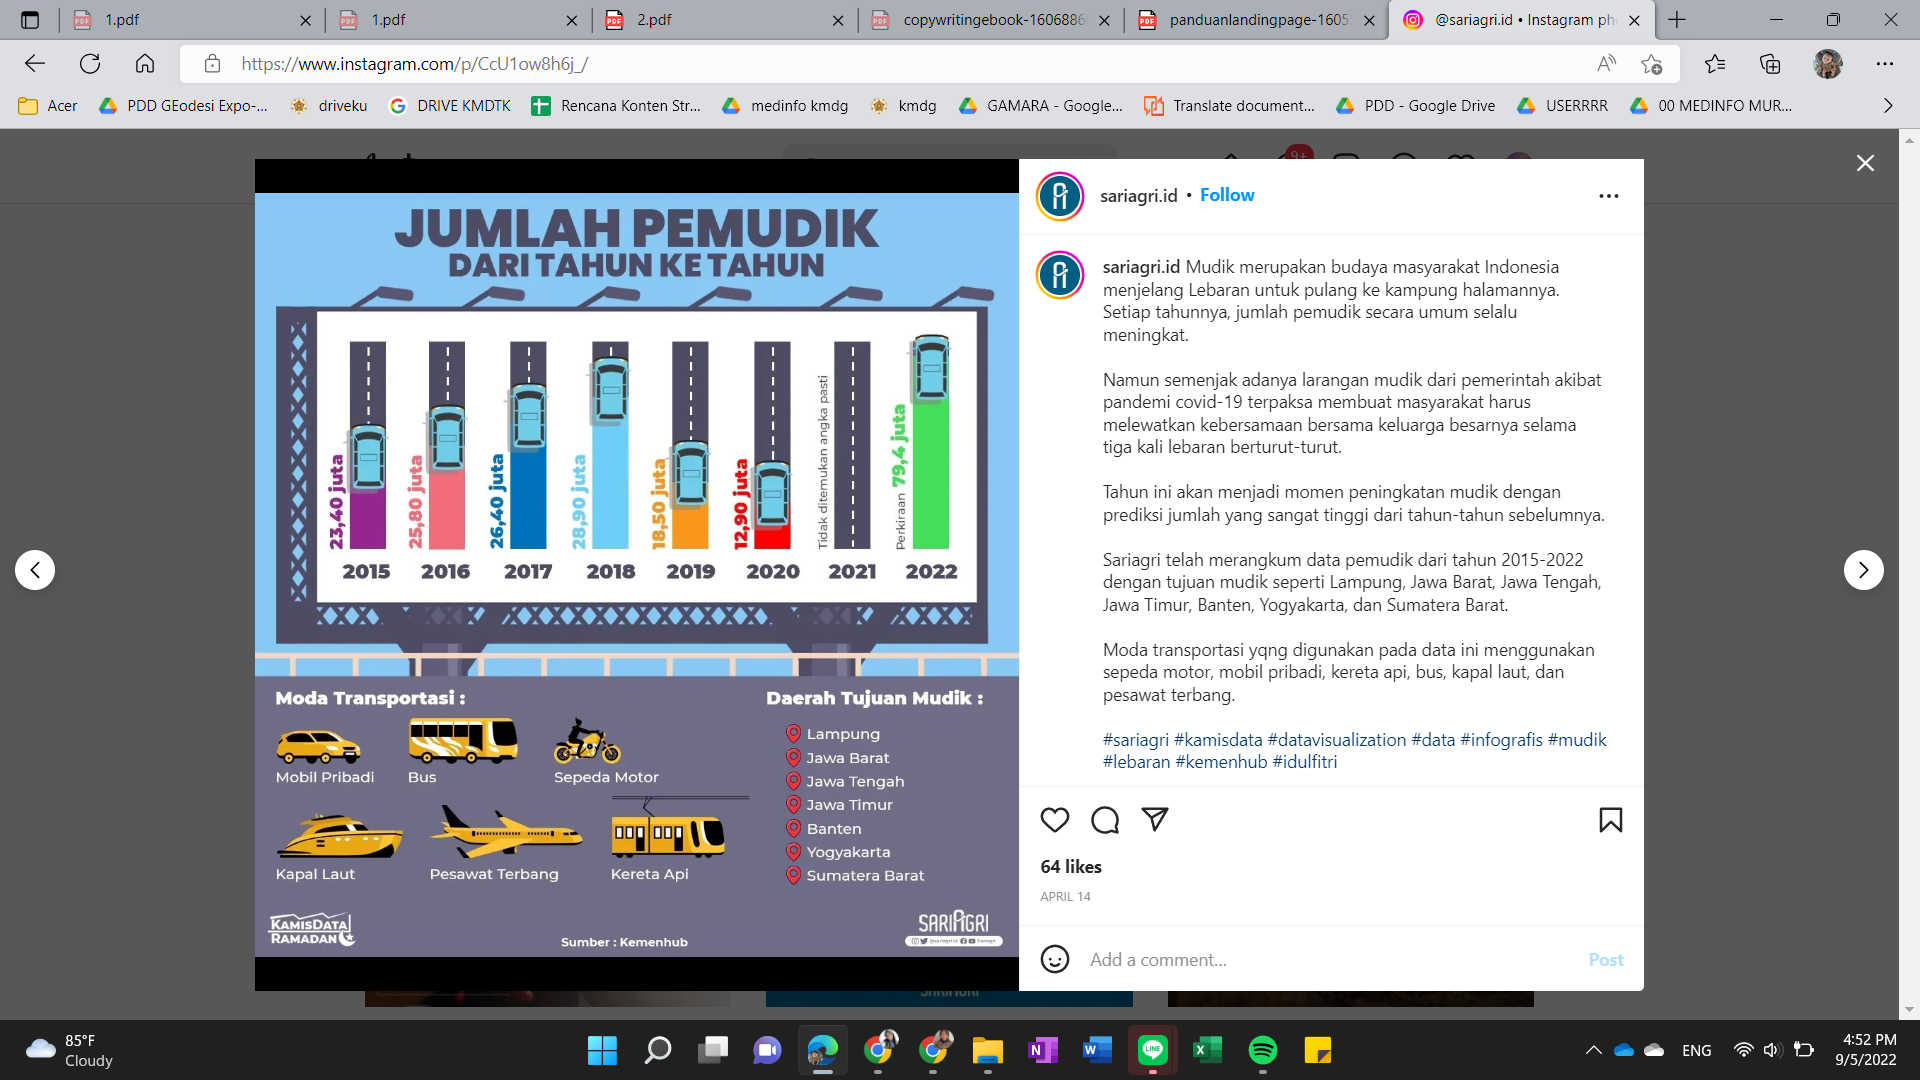 1.pdf
1.pdf
2.pdf
copywritingebook-160688
panduanlandingpage-1605
@sariagri.id • Instagram ph
https://www.instagram.com/p/CcU1ow8h6j_/
Acer
PDD GEodesi Expo-...
driveku
DRIVE KMDTK
Rencana Konten Str...
medinfo kmdg
kmdg
GAMARA - Google...
Translate document...
PDD - Google Drive
USERRRR
00 MEDINFO MUR...
9+
JUMLAH PEMUDIK
DARI TAHUN KE TAHUN
23,40 juta
25,80 juta
26,40 juta
28,90 juta
18,50 juta
12,90 juta
Tidak ditemukan angka pasti
Perkiraan 79,4 juta
2015
2016
2017
2018
2019
2020
2021
2022
Moda Transportasi :
Mobil Pribadi
Bus
Sepeda Motor
Kapal Laut
Pesawat Terbang
Kereta Api
Daerah Tujuan Mudik :
Lampung
Jawa Barat
Jawa Tengah
Jawa Timur
Banten
Yogyakarta
Sumatera Barat
KAMISDATA
RAMADAN
Sumber : Kemenhub
SARIAGRI
sariagri.id • Follow
sariagri.id Mudik merupakan budaya masyarakat Indonesia
menjelang Lebaran untuk pulang ke kampung halamannya.
Setiap tahunnya, jumlah pemudik secara umum selalu
meningkat.
Namun semenjak adanya larangan mudik dari pemerintah akibat
pandemi covid-19 terpaksa membuat masyarakat harus
melewatkan kebersamaan bersama keluarga besarnya selama
tiga kali lebaran berturut-turut.
Tahun ini akan menjadi momen peningkatan mudik dengan
prediksi jumlah yang sangat tinggi dari tahun-tahun sebelumnya.
Sariagri telah merangkum data pemudik dari tahun 2015-2022
dengan tujuan mudik seperti Lampung, Jawa Barat, Jawa Tengah,
Jawa Timur, Banten, Yogyakarta, dan Sumatera Barat.
Moda transportasi yqng digunakan pada data ini menggunakan
sepeda motor, mobil pribadi, kereta api, bus, kapal laut, dan
pesawat terbang.
#sariagri #kamisdata #datavisualization #data #infografis #mudik
#lebaran #kemenhub #idulfitri
64 likes
APRIL 14
Add a comment...
Post
85°F
Cloudy
ENG
4:52 PM
9/5/2022